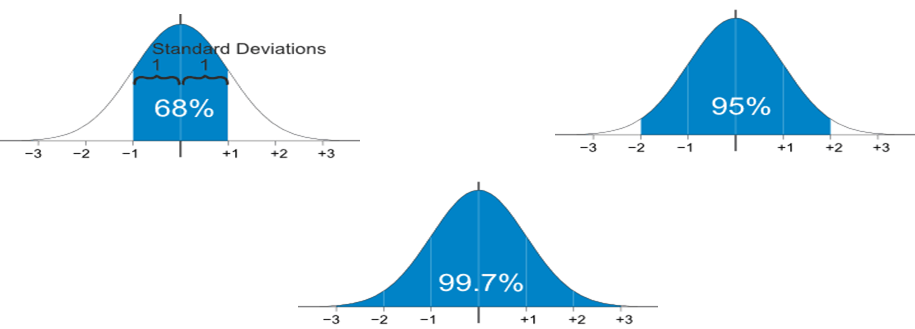 Standard Deviations
1 1
68%
−3 −2 −1 +1 +2 +3
95%
−3 −2 −1 +1 +2 +3
99.7%
−3 −2 −1 +1 +2 +3